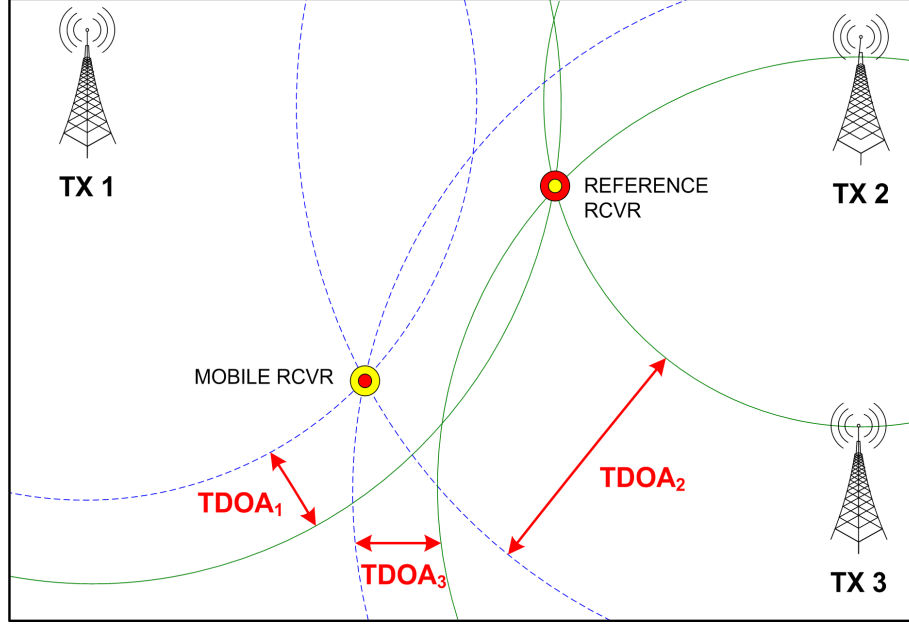 TX 1
TX 2
REFERENCE
RCVR
MOBILE RCVR
TDOA₁
TDOA₂
TDOA₃
TX 3